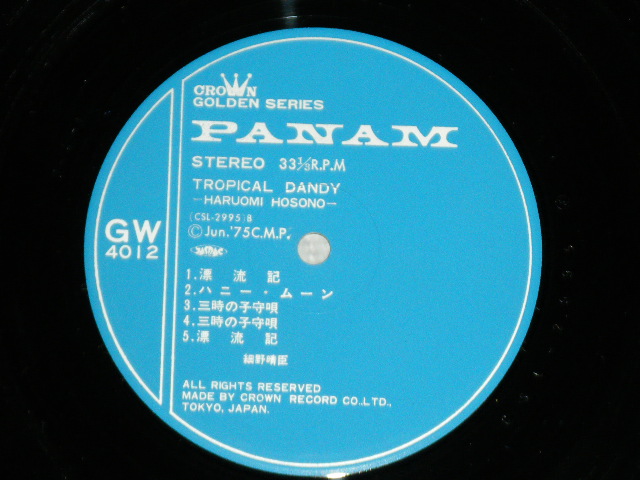 CROWN
GOLDEN SERIES
PANAM
STEREO 33⅓R.P.M
TROPICAL DANDY
—HARUOMI HOSONO—
(CSL-2995)B
GW
4012
©Jun.'75C.M.P.
1.漂流記
2.ハニー・ムーン
3.三時の子守唄
4.三時の子守唄
5.漂流記
細野晴臣
ALL RIGHTS RESERVED
MADE BY CROWN RECORD CO.,LTD.,
TOKYO, JAPAN.